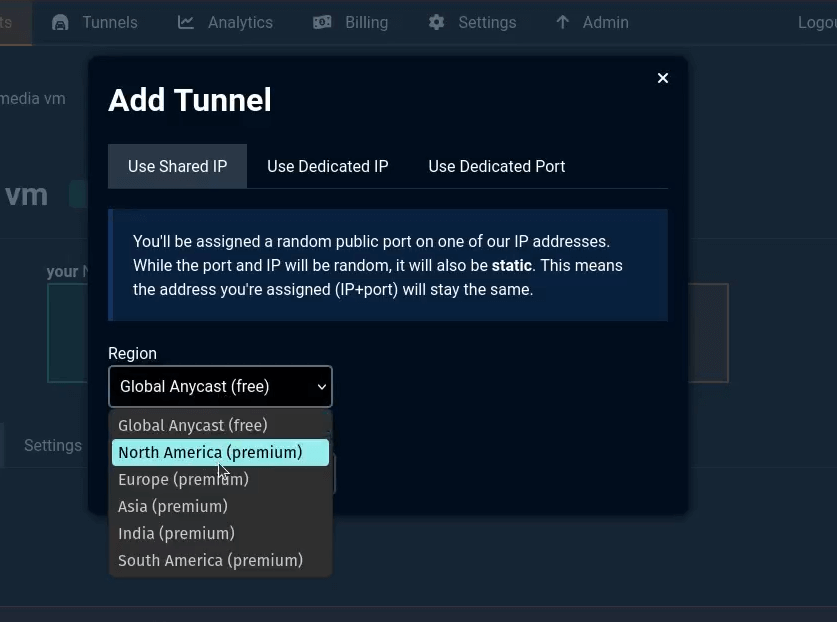 ts Tunnels Analytics Billing Settings Admin Logou
media vm
Add Tunnel
Use Shared IP Use Dedicated IP Use Dedicated Port
vm
You'll be assigned a random public port on one of our IP addresses.
While the port and IP will be random, it will also be static. This means
the address you're assigned (IP+port) will stay the same.
your N
Region
Global Anycast (free)
Global Anycast (free)
North America (premium)
Settings
Europe (premium)
Asia (premium)
India (premium)
South America (premium)